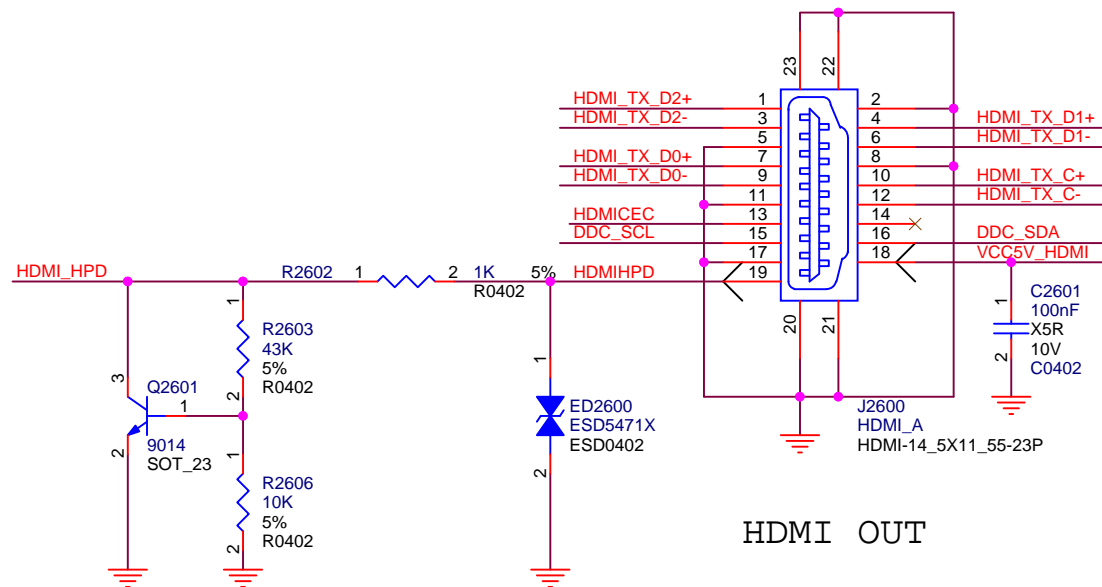 23
22
HDMI_TX_D2+
1
2
HDMI_TX_D2-
3
4
HDMI_TX_D1+
5
6
HDMI_TX_D1-
HDMI_TX_D0+
7
8
HDMI_TX_D0-
9
10
HDMI_TX_C+
11
12
HDMI_TX_C-
HDMICEC
13
14
DDC_SCL
15
16
DDC_SDA
17
18
VCC5V_HDMI
HDMI_HPD
R2602
1
2
1K
5%
R0402
HDMIHPD
19
20
21
1
C2601
100nF
X5R
10V
C0402
2
1
R2603
43K
5%
R0402
2
3
Q2601
1
9014
SOT_23
2
1
R2606
10K
5%
R0402
2
1
ED2600
ESD5471X
ESD0402
2
J2600
HDMI_A
HDMI-14_5X11_55-23P
HDMI OUT